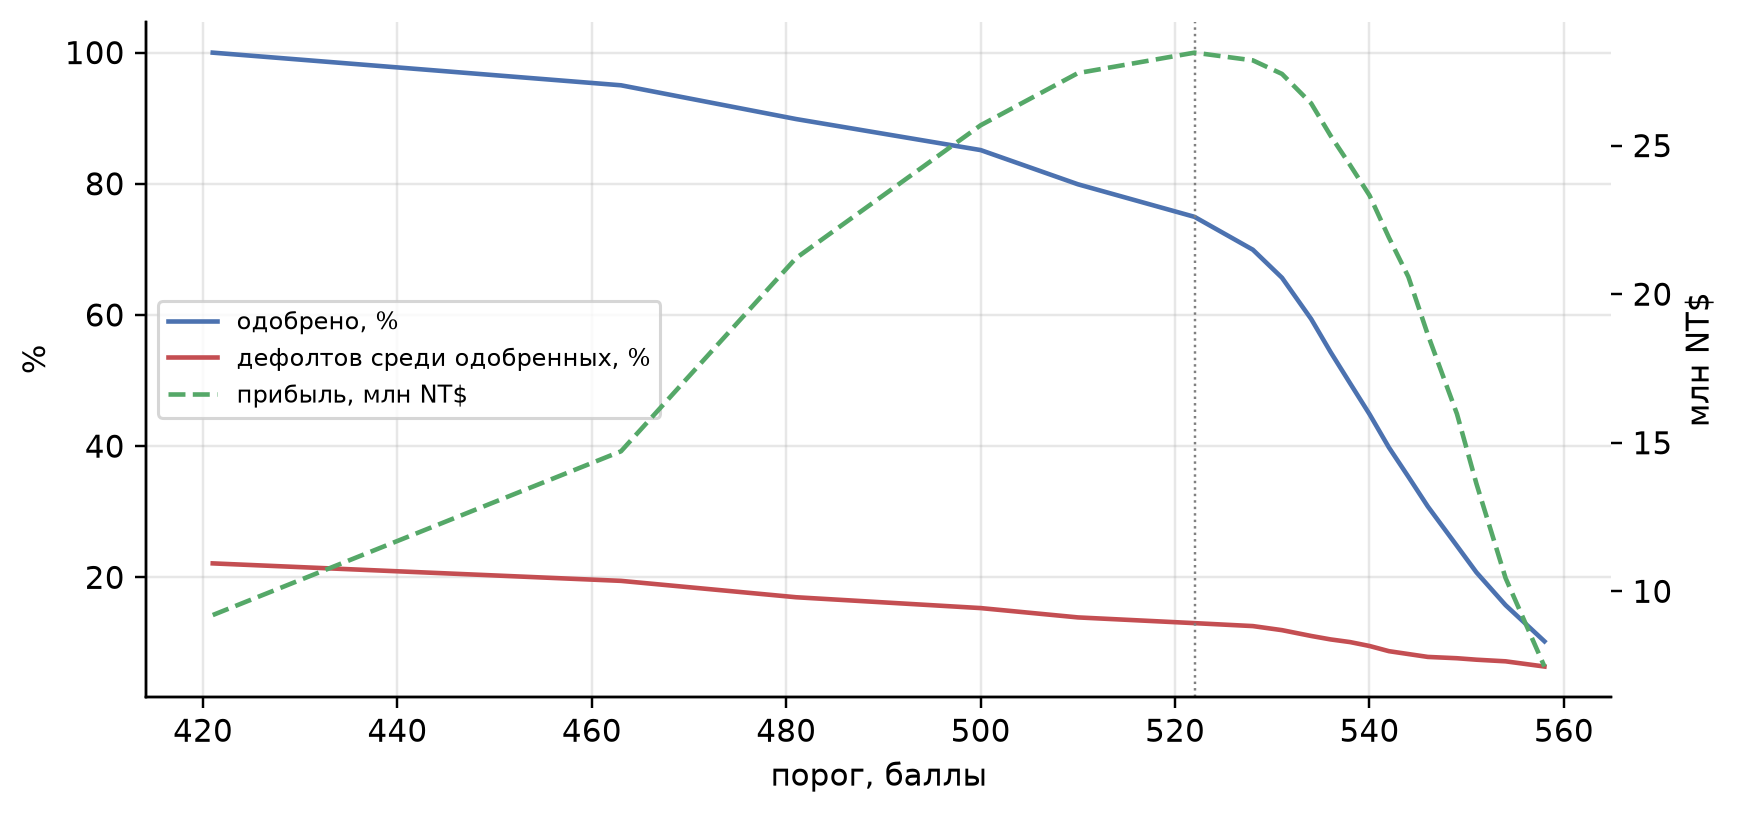 100
80
60
40
20
%
одобрено, %
дефолтов среди одобренных, %
прибыль, млн NT$
25
20
15
10
млн NT$
420 440 460 480 500 520 540 560
порог, баллы